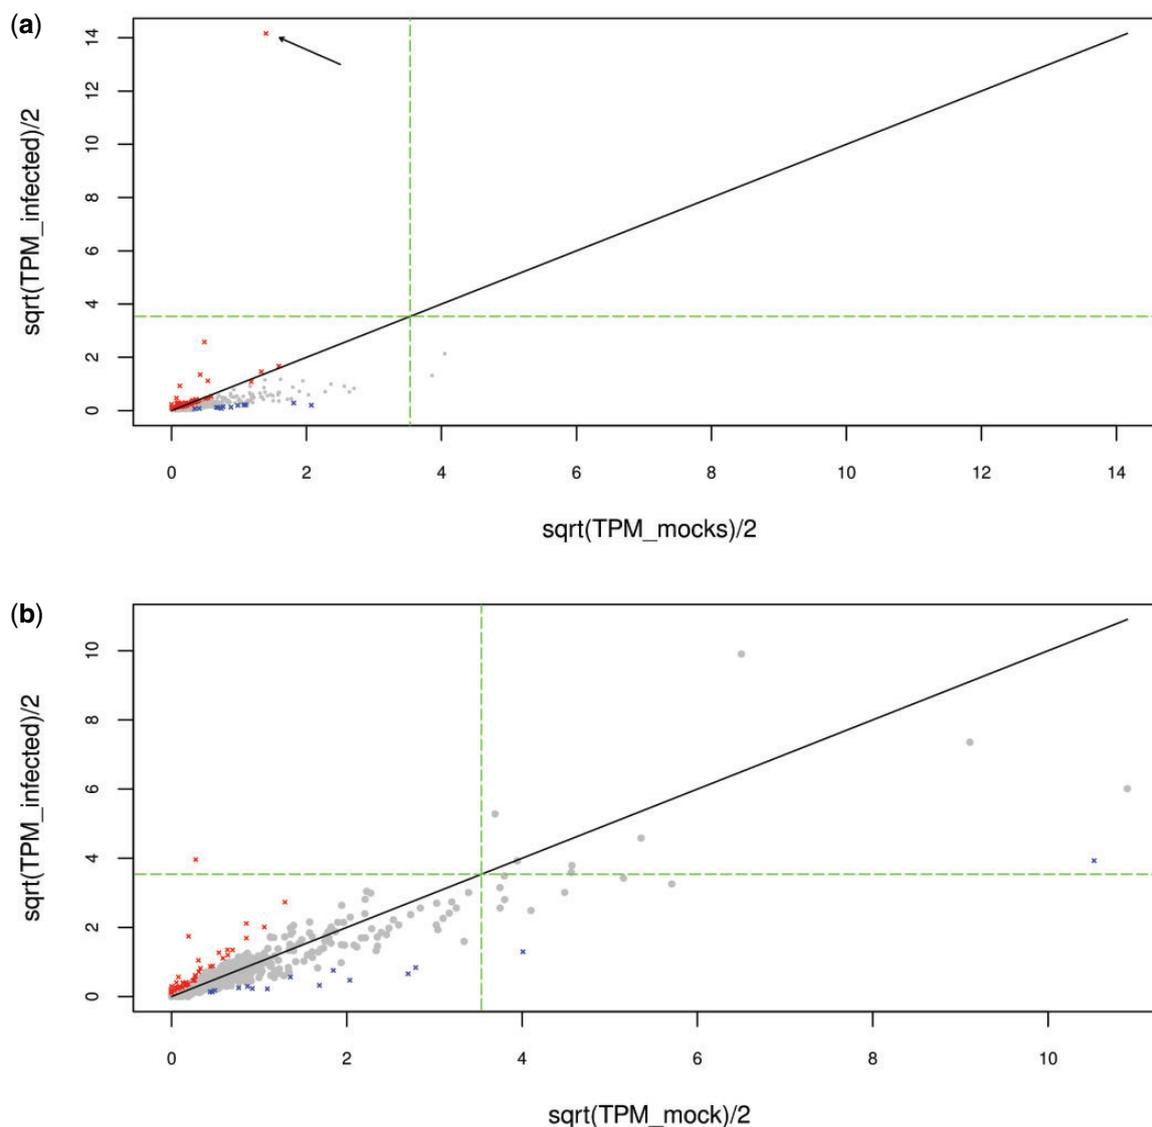 (a)
sqrt(TPM_infected)/2
14
12
10
8
6
4
2
0
0 2 4 6 8 10 12 14
sqrt(TPM_mocks)/2
(b)
sqrt(TPM_infected)/2
10
8
6
4
2
0
0 2 4 6 8 10
sqrt(TPM_mock)/2